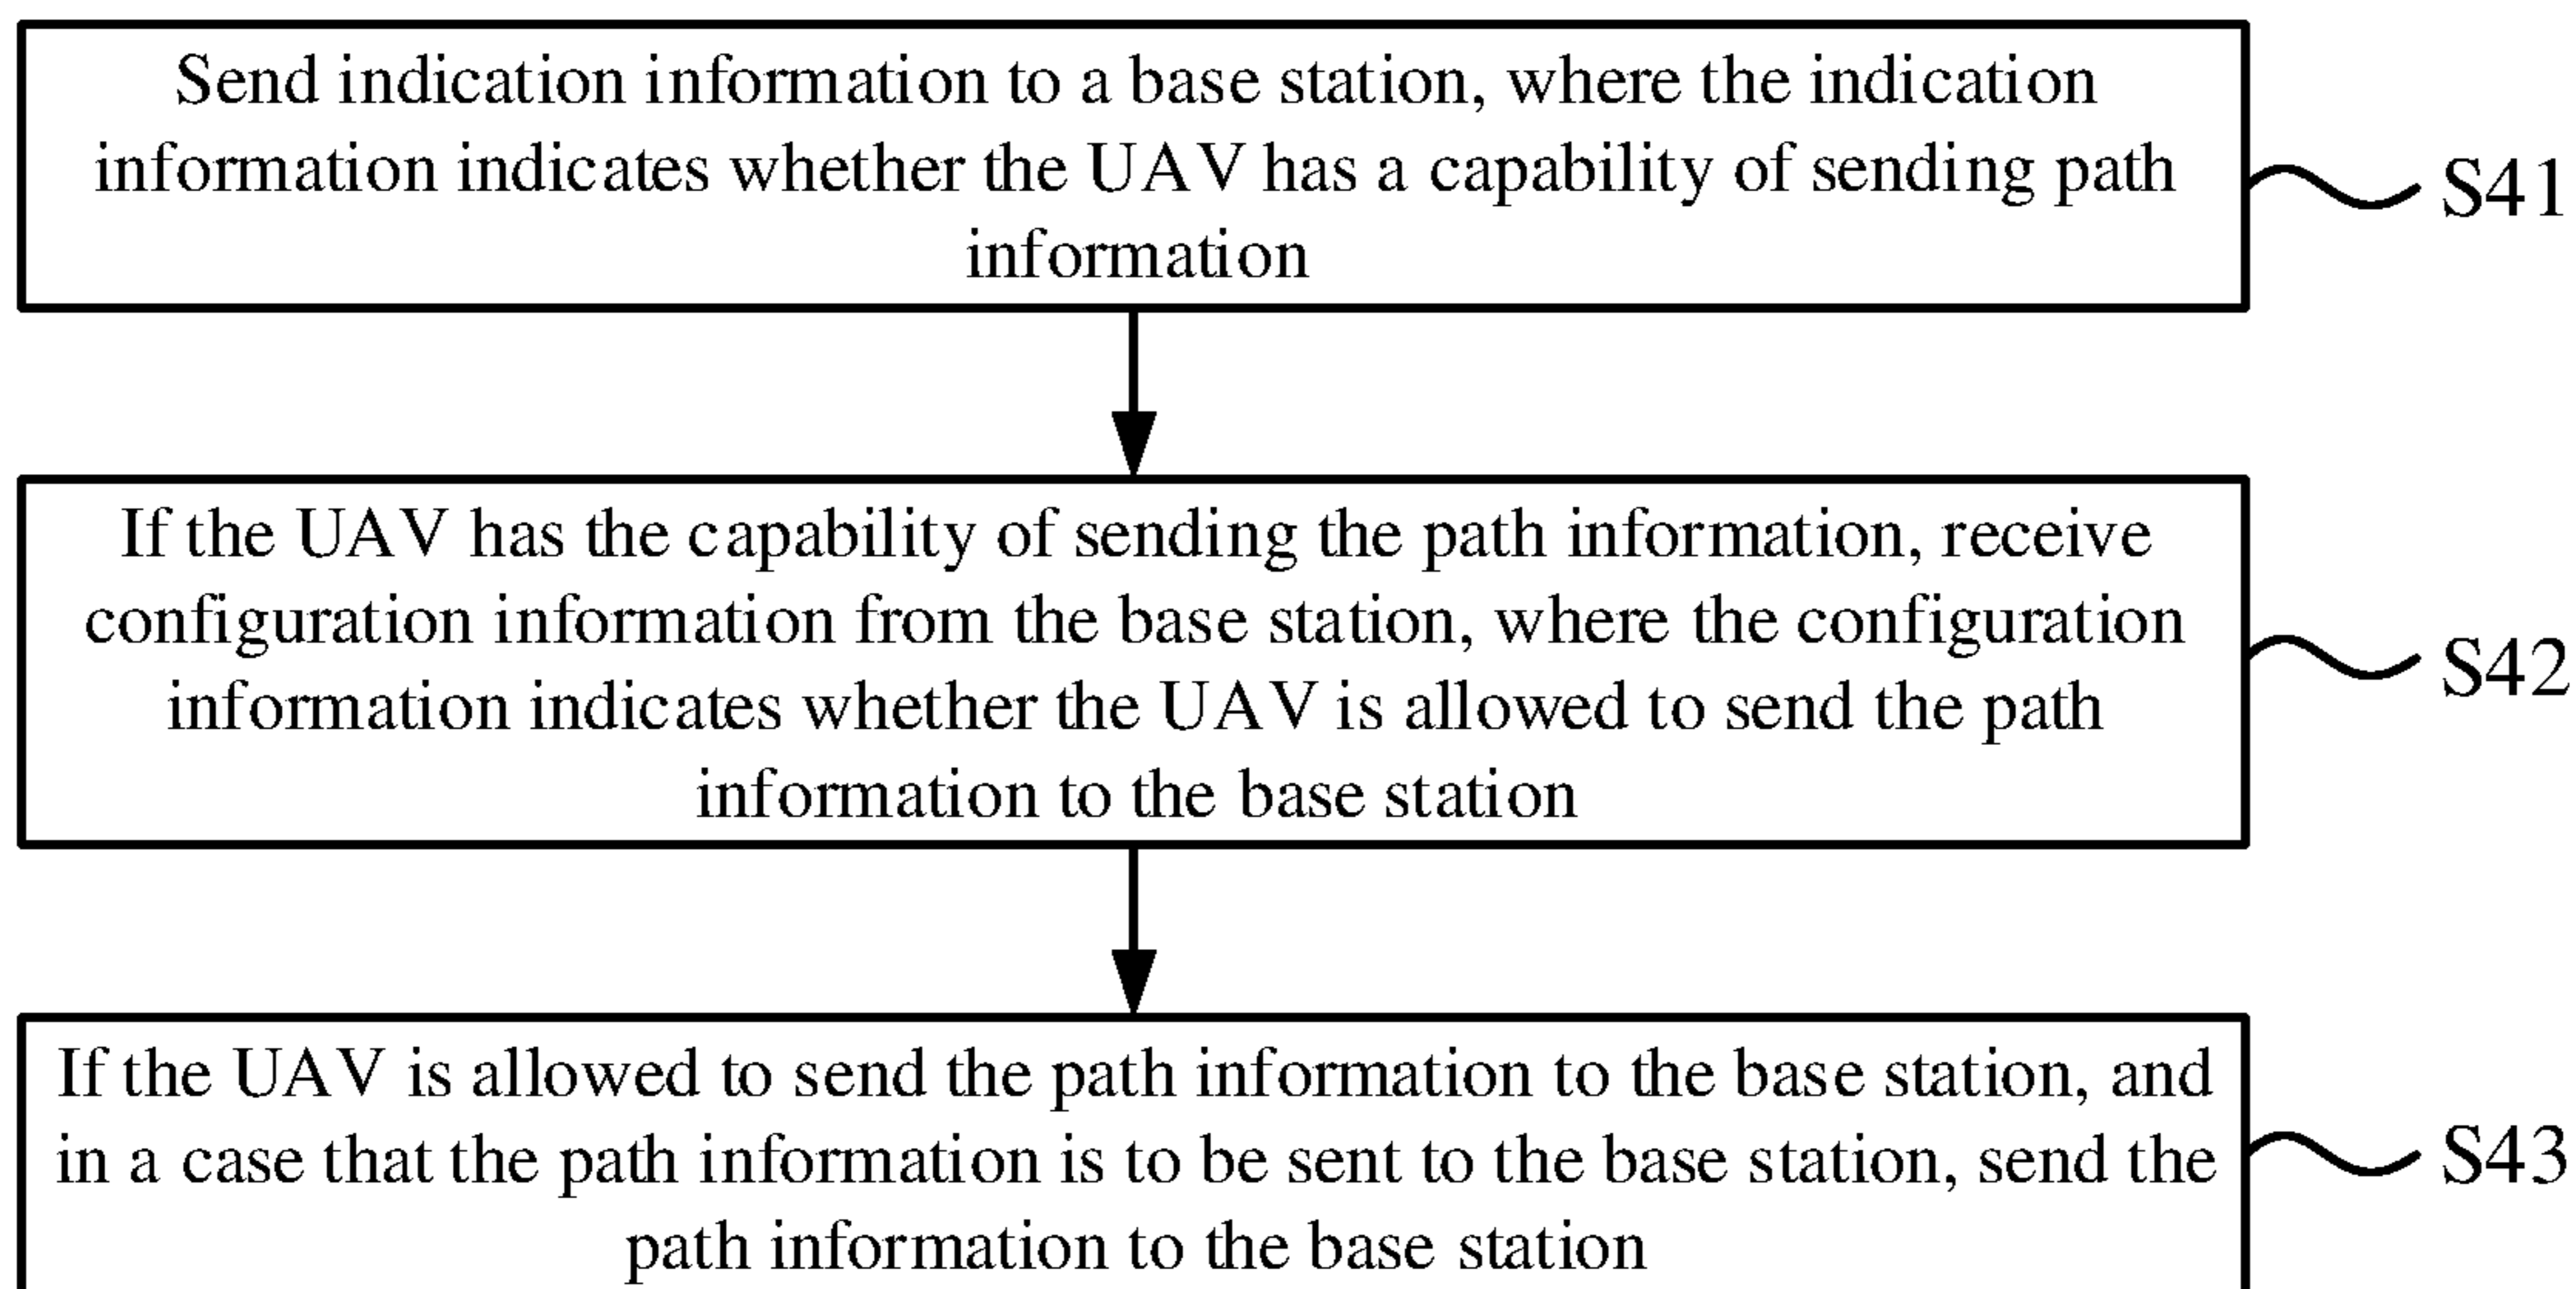 Send indication information to a base station, where the indication
information indicates whether the UAV has a capability of sending path
information
S41
If the UAV has the capability of sending the path information, receive
configuration information from the base station, where the configuration
information indicates whether the UAV is allowed to send the path
information to the base station
S42
If the UAV is allowed to send the path information to the base station, and
in a case that the path information is to be sent to the base station, send the
path information to the base station
S43